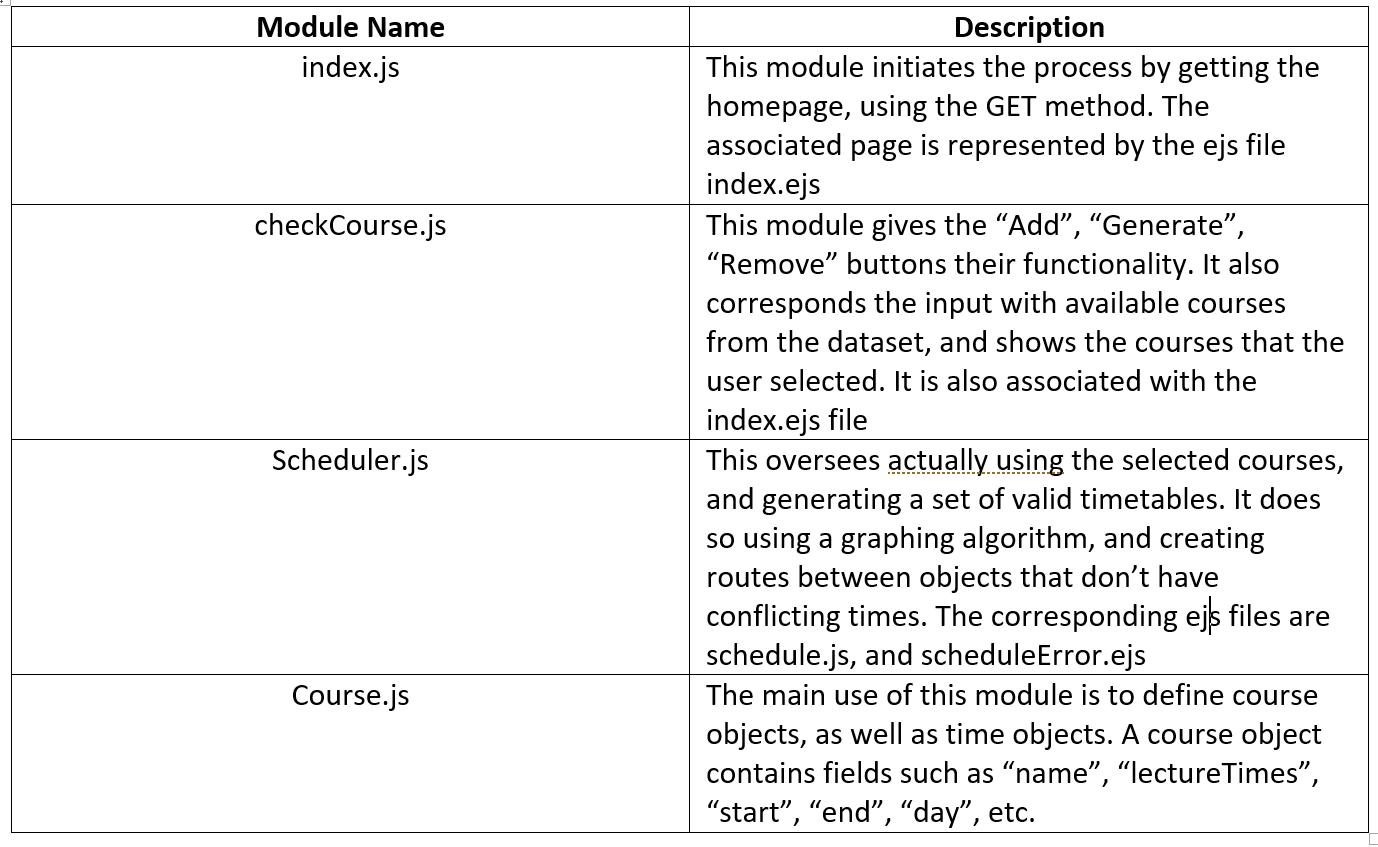 Module Name
Description
index.js
This module initiates the process by getting the
homepage, using the GET method. The
associated page is represented by the ejs file
index.ejs
checkCourse.js
This module gives the “Add”, “Generate”,
“Remove” buttons their functionality. It also
corresponds the input with available courses
from the dataset, and shows the courses that the
user selected. It is also associated with the
index.ejs file
Scheduler.js
This oversees actually using the selected courses,
and generating a set of valid timetables. It does
so using a graphing algorithm, and creating
routes between objects that don’t have
conflicting times. The corresponding ejs files are
schedule.js, and scheduleError.ejs
Course.js
The main use of this module is to define course
objects, as well as time objects. A course object
contains fields such as “name”, “lectureTimes”,
“start”, “end”, “day”, etc.